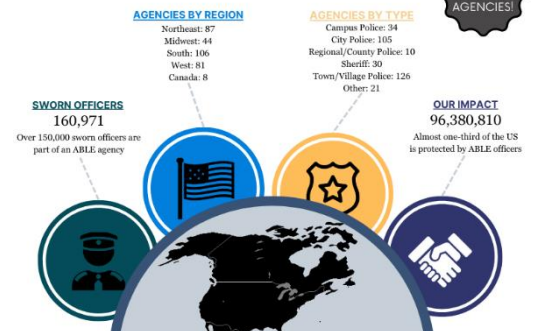 AGENCIES!
AGENCIES BY REGION
Northeast: 87
Midwest: 44
South: 106
West: 81
Canada: 8
AGENCIES BY TYPE
Campus Police: 34
City Police: 105
Regional/County Police: 10
Sheriff: 30
Town/Village Police: 126
Other: 21
SWORN OFFICERS
160,971
Over 150,000 sworn officers are
part of an ABLE agency
OUR IMPACT
96,380,810
Almost one-third of the US
is protected by ABLE officers